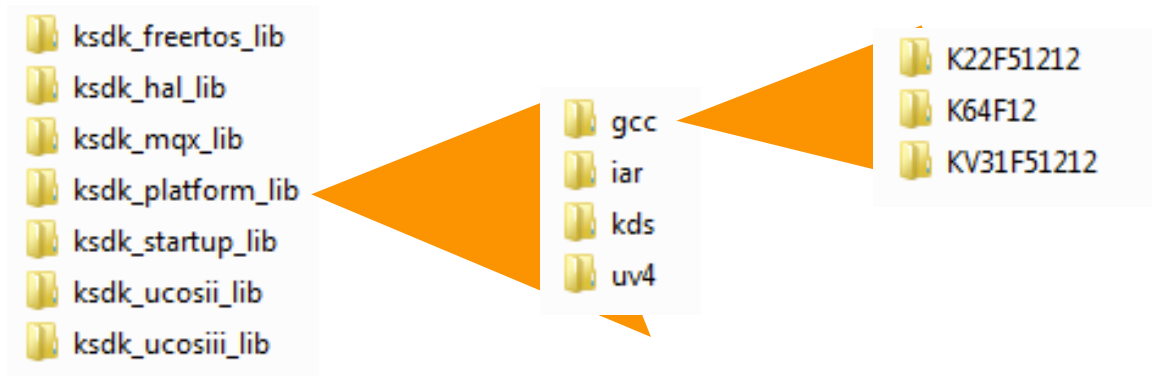 ksdk_freertos_lib
ksdk_hal_lib
ksdk_mqx_lib
ksdk_platform_lib
ksdk_startup_lib
ksdk_ucosii_lib
ksdk_ucosiii_lib
gcc
iar
kds
uv4
K22F51212
K64F12
KV31F51212